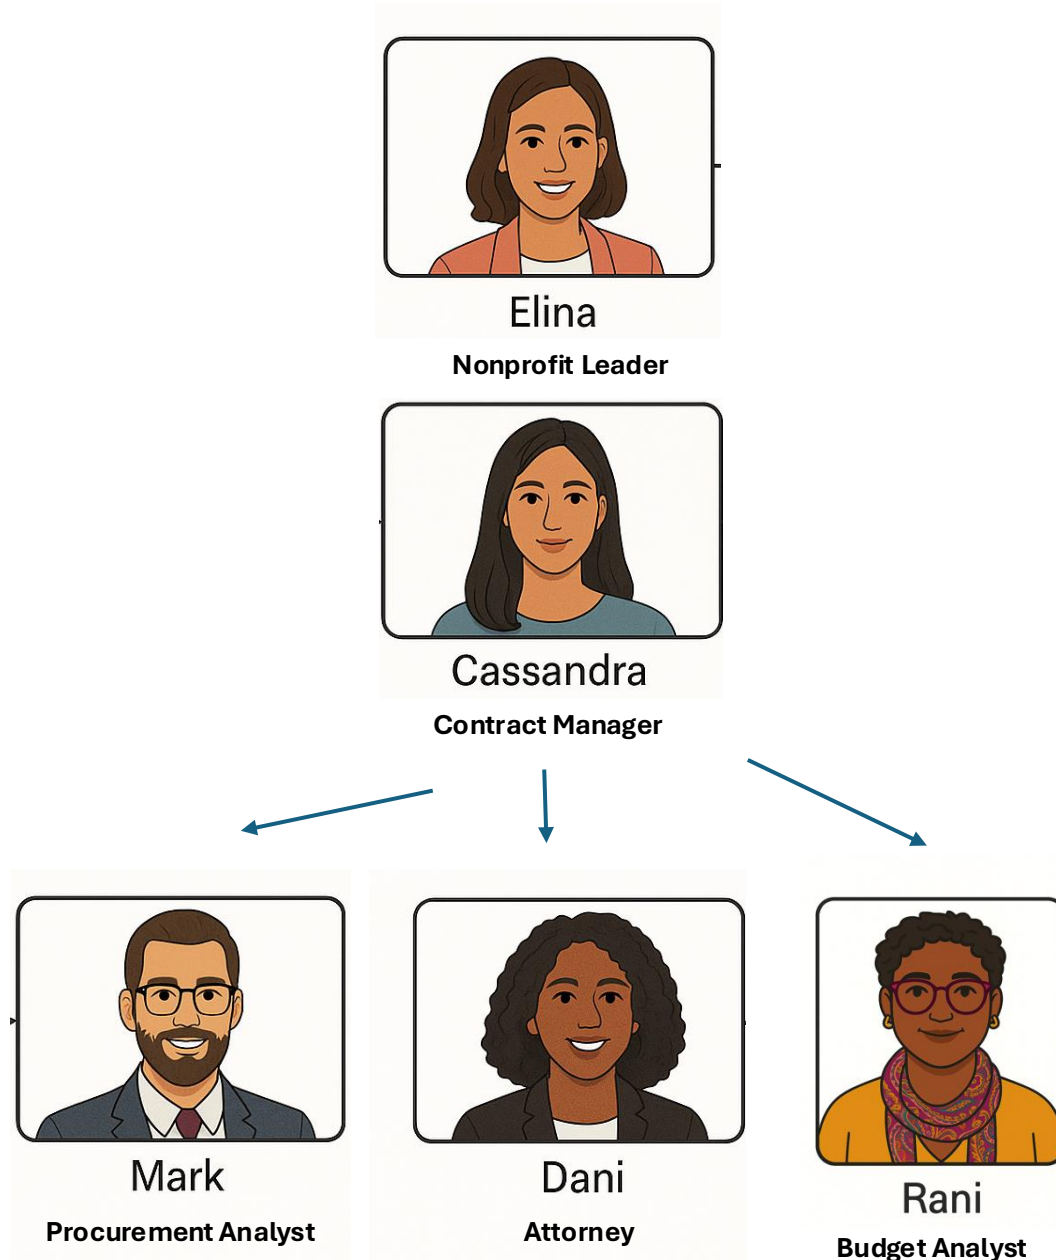 Elina
Nonprofit Leader
Cassandra
Contract Manager
Mark
Procurement Analyst
Dani
Attorney
Rani
Budget Analyst